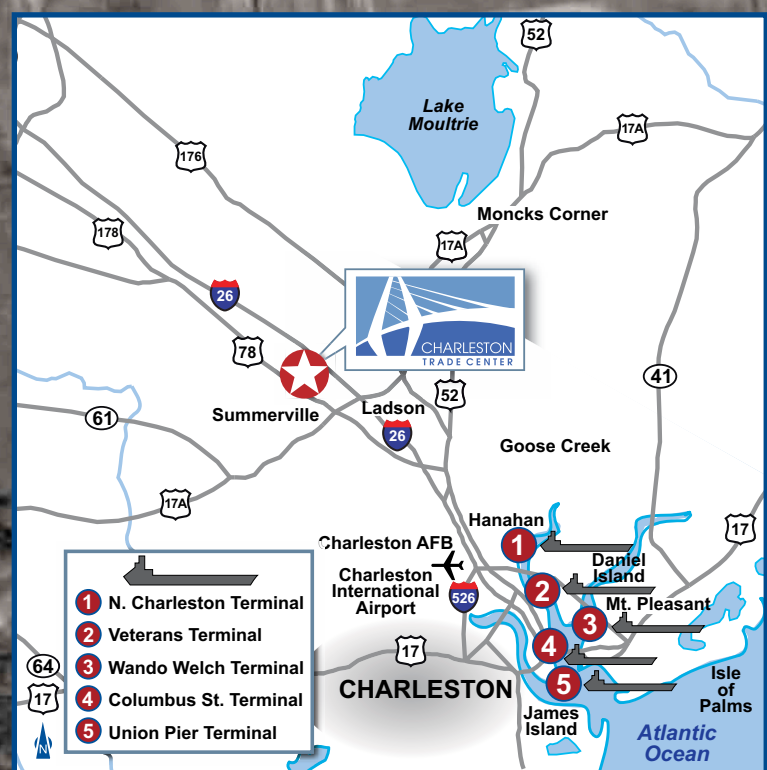 52
Lake
Moultrie
17A
176
Moncks Corner
178
17A
26
CHARLESTON
TRADE CENTER
78
41
52
Summerville
Ladson
61
26
Goose Creek
17A
17
Hanahan
1
Charleston AFB
Daniel
Island
Charleston
International
Airport
526
2
Mt. Pleasant
3
1 N. Charleston Terminal
2 Veterans Terminal
3 Wando Welch Terminal
4 Columbus St. Terminal
5 Union Pier Terminal
17
4
64
17
CHARLESTON
5
Isle
of
Palms
James
Island
Atlantic
Ocean
N